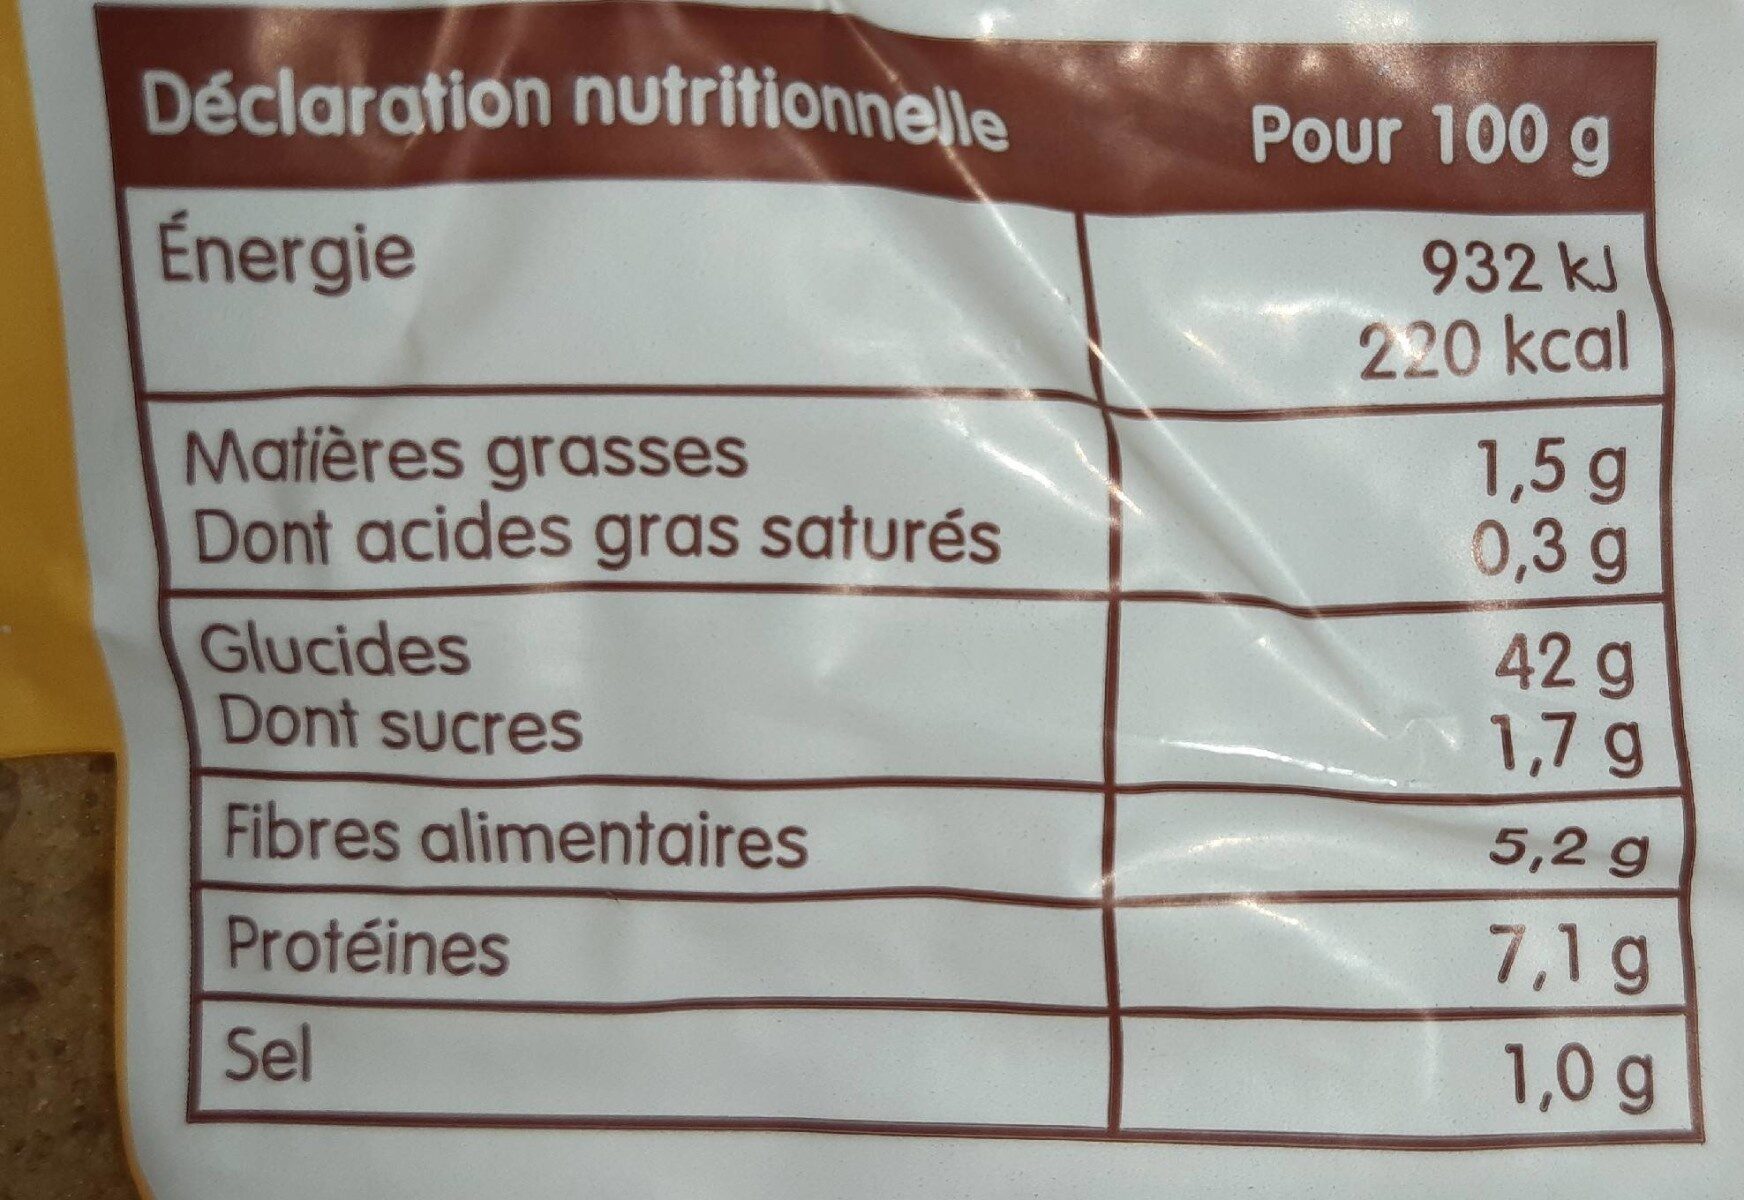 Déclaration nutritionnelle Pour 100 g
Énergie 932 kJ
220 kcal
Matières grasses 1,5 g
Dont acides gras saturés 0,3 g
Glucides 42 g
Dont sucres 1,7 g
Fibres alimentaires 5,2 g
Protéines 7,1 g
Sel 1,0 g